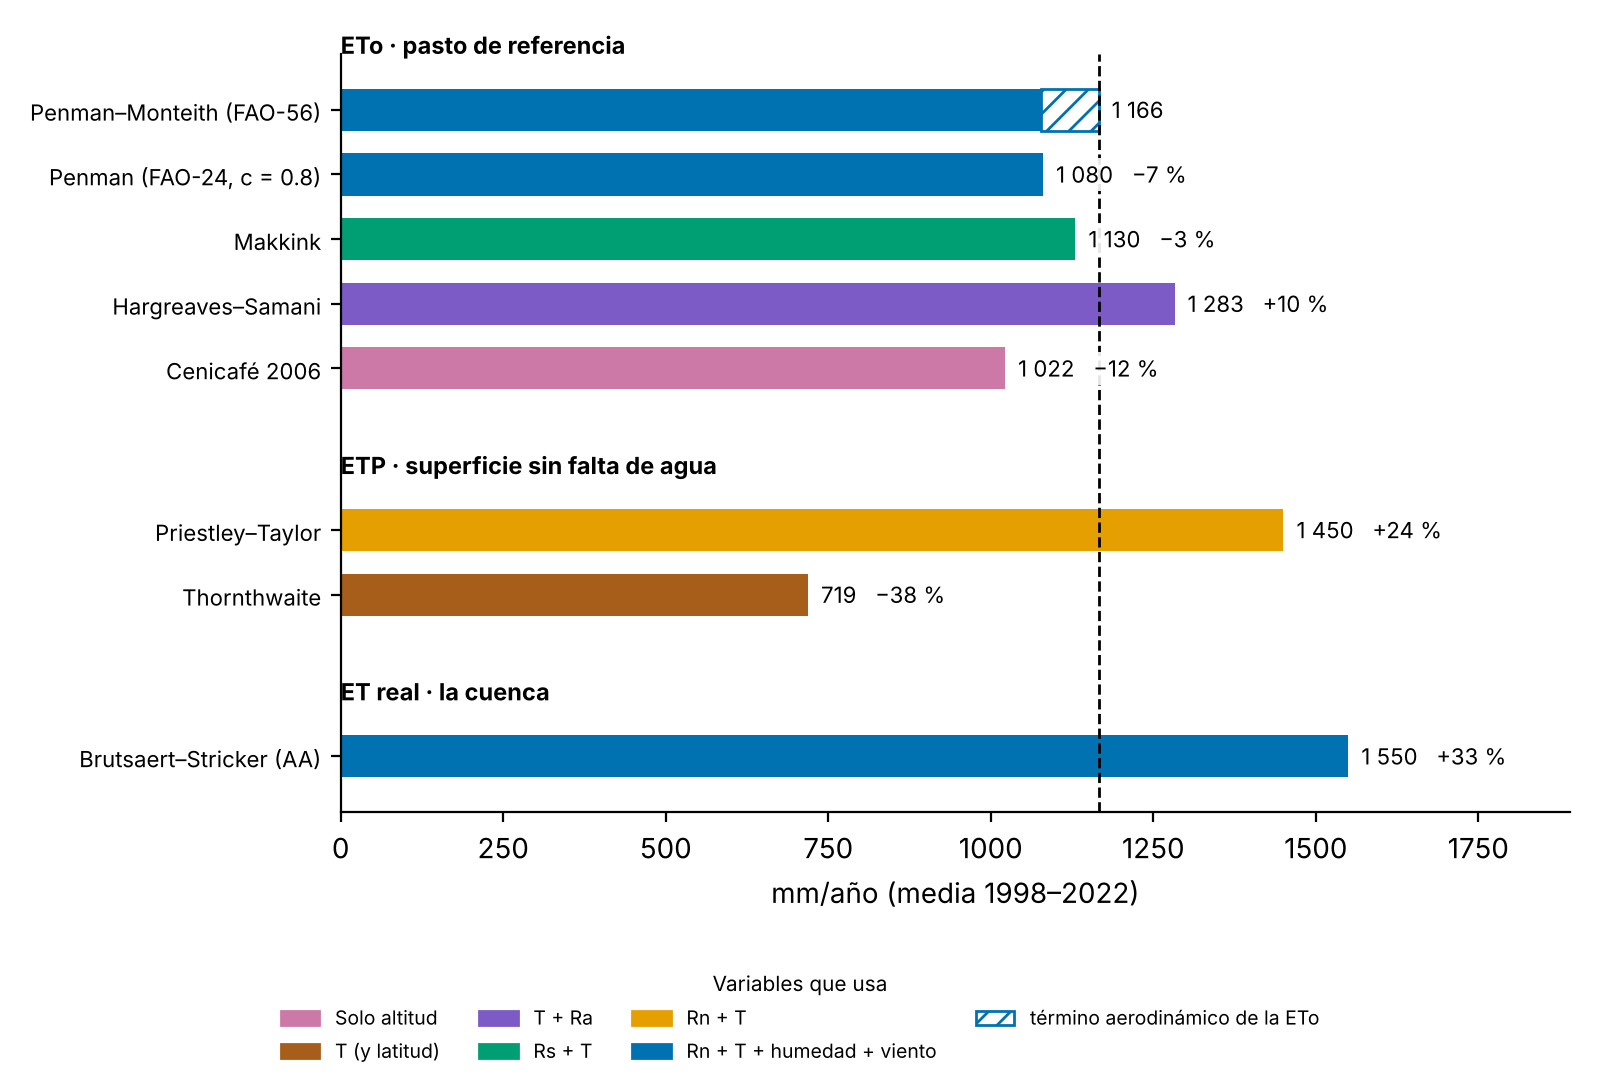 ETo · pasto de referencia
Penman–Monteith (FAO-56) 1 166
Penman (FAO-24, c = 0.8) 1 080 −7 %
Makkink 1 130 −3 %
Hargreaves–Samani 1 283 +10 %
Cenicafé 2006 1 022 −12 %
ETP · superficie sin falta de agua
Priestley–Taylor 1 450 +24 %
Thornthwaite 719 −38 %
ET real · la cuenca
Brutsaert–Stricker (AA) 1 550 +33 %
0 250 500 750 1000 1250 1500 1750
mm/año (media 1998–2022)
Variables que usa
Solo altitud T + Ra Rn + T término aerodinámico de la ETo
T (y latitud) Rs + T Rn + T + humedad + viento